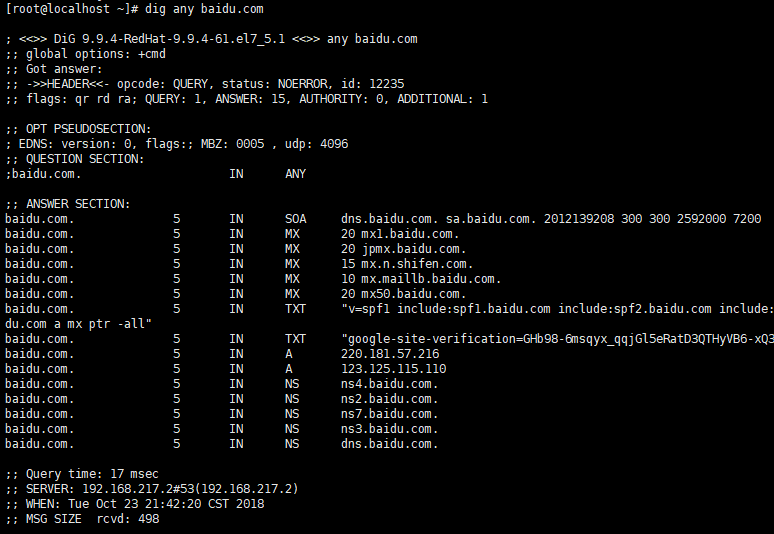 [root@localhost ~]# dig any baidu.com
; <<>> DiG 9.9.4-RedHat-9.9.4-61.el7_5.1 <<>> any baidu.com
;; global options: +cmd
;; Got answer:
;; ->>HEADER<<- opcode: QUERY, status: NOERROR, id: 12235
;; flags: qr rd ra; QUERY: 1, ANSWER: 15, AUTHORITY: 0, ADDITIONAL: 1
;; OPT PSEUDOSECTION:
; EDNS: version: 0, flags:; MBZ: 0005 , udp: 4096
;; QUESTION SECTION:
;baidu.com. IN ANY
;; ANSWER SECTION:
baidu.com. 5 IN SOA dns.baidu.com. sa.baidu.com. 2012139208 300 300 2592000 7200
baidu.com. 5 IN MX 20 mx1.baidu.com.
baidu.com. 5 IN MX 20 jpmx.baidu.com.
baidu.com. 5 IN MX 15 mx.n.shifen.com.
baidu.com. 5 IN MX 10 mx.maillb.baidu.com.
baidu.com. 5 IN MX 20 mx50.baidu.com.
baidu.com. 5 IN TXT "v=spf1 include:spf1.baidu.com include:spf2.baidu.com include:
du.com a mx ptr -all"
baidu.com. 5 IN TXT "google-site-verification=GHb98-6msqyx_qqjGl5eRatD3QTHyVB6-xQ3
baidu.com. 5 IN A 220.181.57.216
baidu.com. 5 IN A 123.125.115.110
baidu.com. 5 IN NS ns4.baidu.com.
baidu.com. 5 IN NS ns2.baidu.com.
baidu.com. 5 IN NS ns7.baidu.com.
baidu.com. 5 IN NS ns3.baidu.com.
baidu.com. 5 IN NS dns.baidu.com.
;; Query time: 17 msec
;; SERVER: 192.168.217.2#53(192.168.217.2)
;; WHEN: Tue Oct 23 21:42:20 CST 2018
;; MSG SIZE rcvd: 498